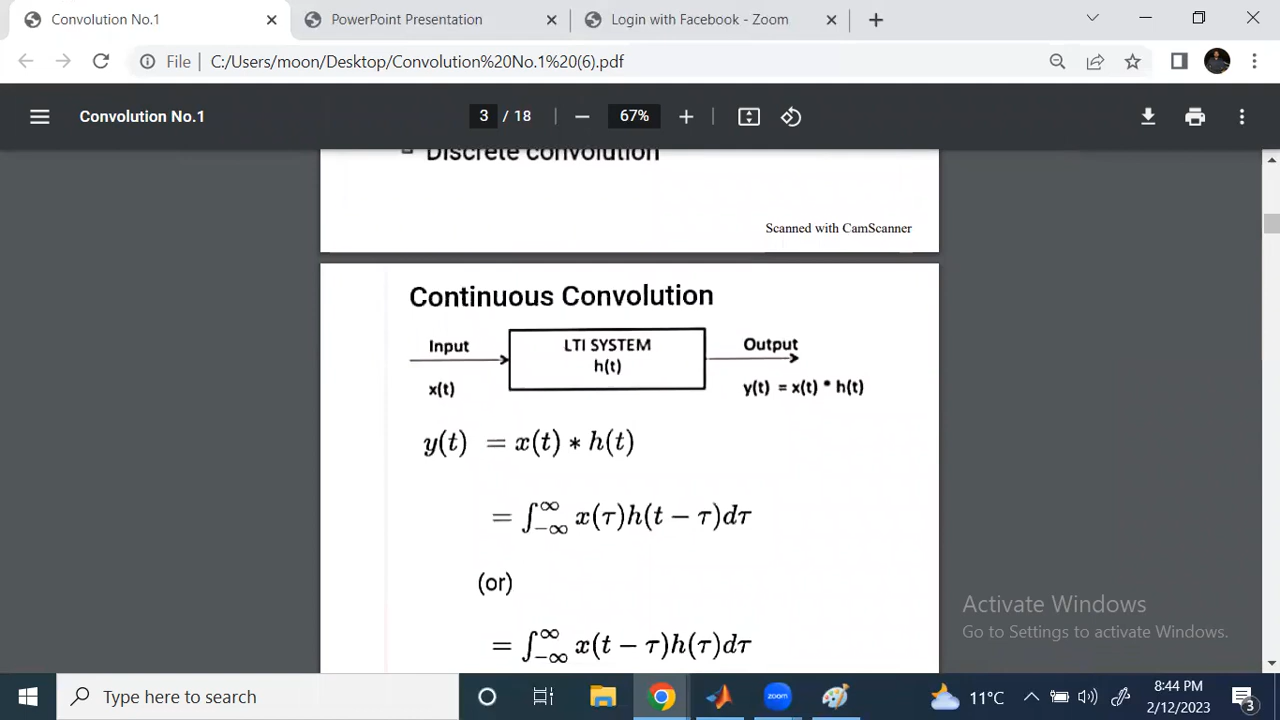 Convolution No.1
PowerPoint Presentation
Login with Facebook - Zoom
File
C:/Users/moon/Desktop/Convolution%20No.1%20(6).pdf
Convolution No.1
3 / 18
67%
Discrete convolution
Scanned with CamScanner
Continuous Convolution
Input
LTI SYSTEM
Output
h(t)
x(t)
y(t) = x(t) * h(t)
y(t) = x(t) ∗ h(t)
= ∫_{-∞}^{∞} x(τ)h(t − τ)dτ
(or)
= ∫_{-∞}^{∞} x(t − τ)h(τ)dτ
Activate Windows
Go to Settings to activate Windows.
Type here to search
zoom
11°C
8:44 PM
2/12/2023
3